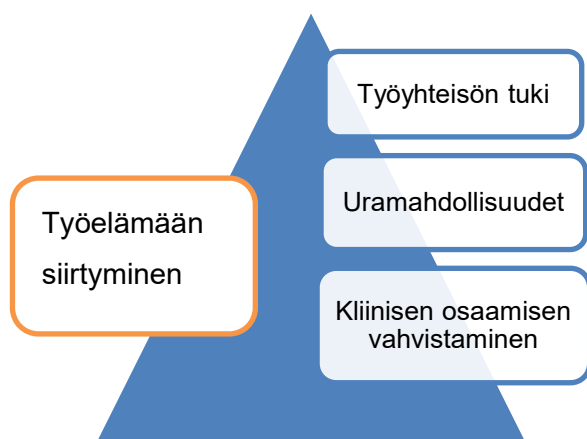 Työyhteisön tuki
Uramahdollisuudet
Työelämään
siirtyminen
Kliinisen osaamisen
vahvistaminen